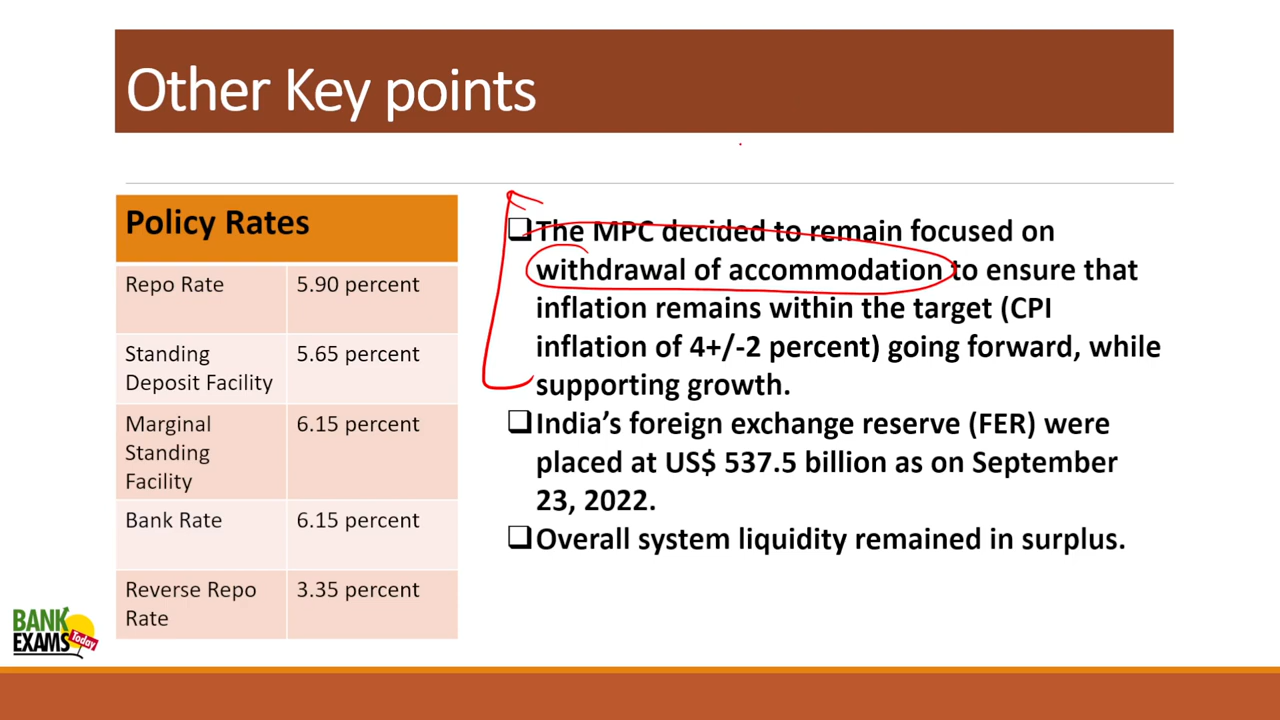 Other Key points
Policy Rates
Repo Rate 5.90 percent
Standing 5.65 percent
Deposit Facility
Marginal 6.15 percent
Standing
Facility
Bank Rate 6.15 percent
Reverse Repo 3.35 percent
Rate
❑The MPC decided to remain focused on
withdrawal of accommodation to ensure that
inflation remains within the target (CPI
inflation of 4+/-2 percent) going forward, while
supporting growth.
❑India’s foreign exchange reserve (FER) were
placed at US$ 537.5 billion as on September
23, 2022.
❑Overall system liquidity remained in surplus.
BANK
EXAMS Today